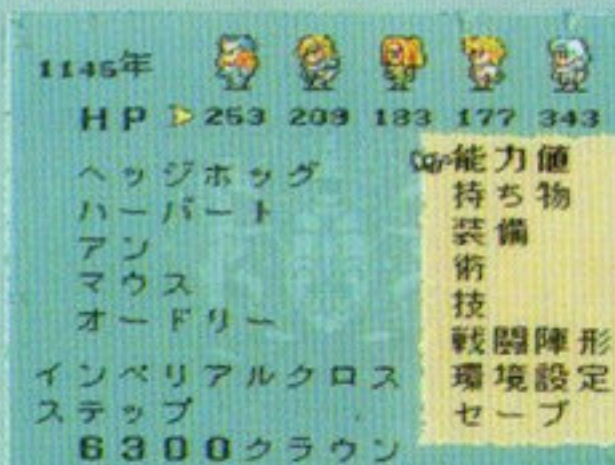 1145年
HP 253 209 183 177 343
ヘッジホッグ
ハーバート
アン
マウス
オードリー
インペリアルクロス
ステップ
6300クラウン
能力値
持ち物
装備
術
技
戦闘陣形
環境設定
セーブ